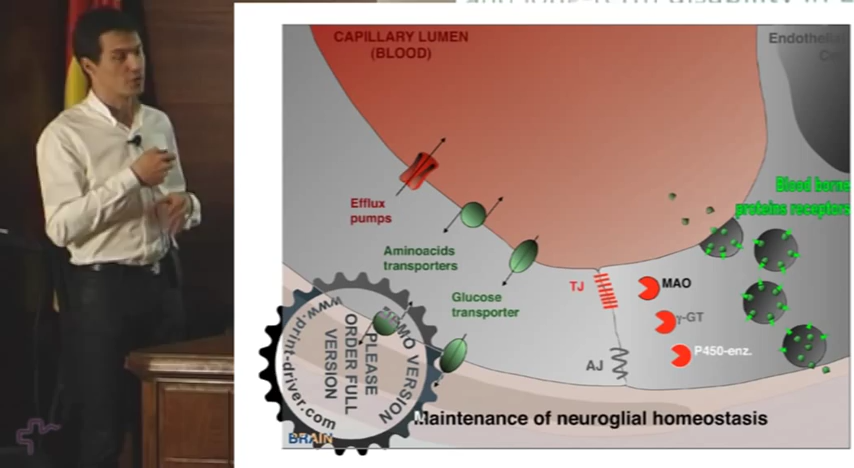 CAPILLARY LUMEN
(BLOOD)
Endothelial
Efflux
pumps
Blood borne
proteins receptors
Aminoacids
transporters
Glucose
transporter
TJ
MAO
γ-GT
P450-enz.
AJ
www.print-driver.com
DEMO VERSION
PLEASE
ORDER FULL
VERSION
Maintenance of neuroglial homeostasis
BRAIN